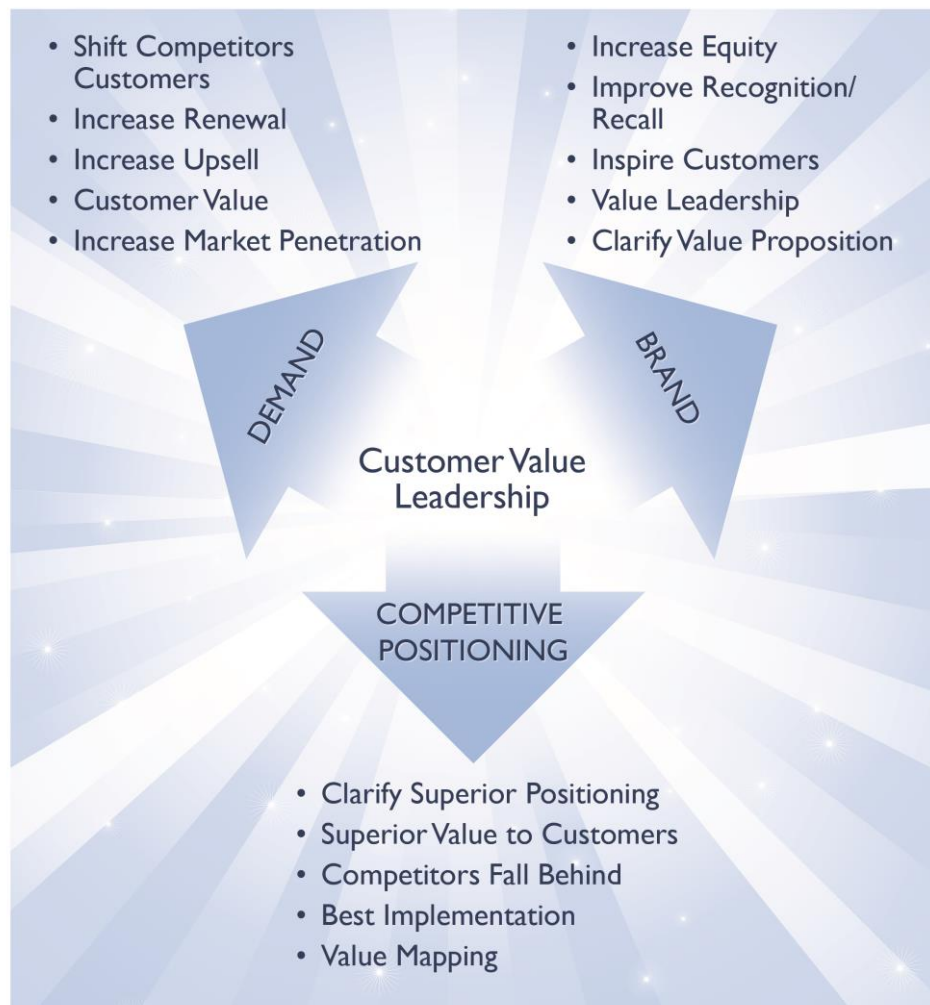 • Shift Competitors
Customers
• Increase Renewal
• Increase Upsell
• Customer Value
• Increase Market Penetration
• Increase Equity
• Improve Recognition/
Recall
• Inspire Customers
• Value Leadership
• Clarify Value Proposition
DEMAND
BRAND
Customer Value
Leadership
COMPETITIVE
POSITIONING
• Clarify Superior Positioning
• Superior Value to Customers
• Competitors Fall Behind
• Best Implementation
• Value Mapping